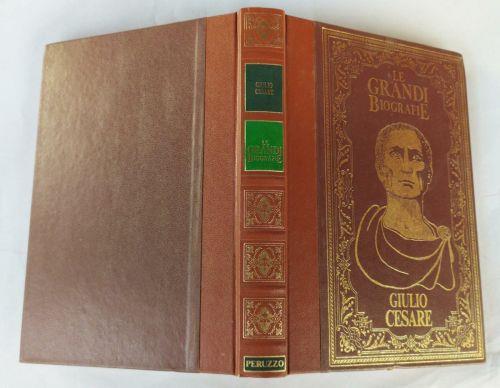 GIULIO
CESARE
LE
GRANDI
BIOGRAFIE
PERUZZO
LE
GRANDI
BIOGRAFIE
GIULIO
CESARE